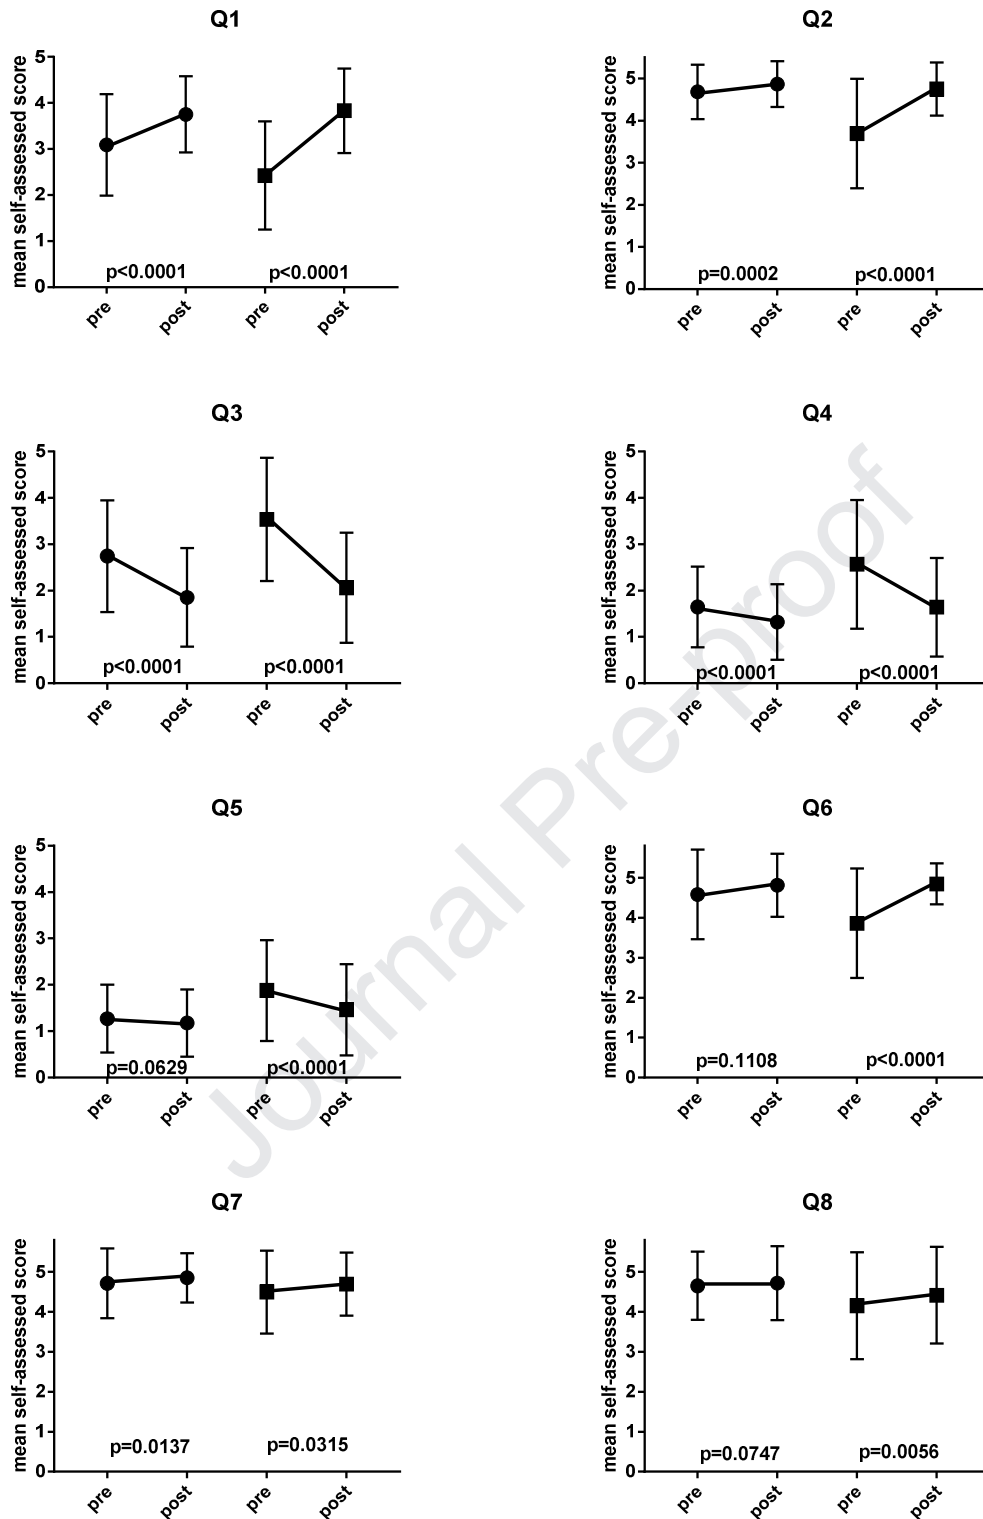 Q1
mean self-assessed score
5
4
3
2
1
0
p<0.0001
p<0.0001
pre
post
pre
post
Q2
mean self-assessed score
5
4
3
2
1
0
p=0.0002
p<0.0001
pre
post
pre
post
Q3
mean self-assessed score
5
4
3
2
1
0
p<0.0001
p<0.0001
pre
post
pre
post
Q4
mean self-assessed score
5
4
3
2
1
0
p<0.0001
p<0.0001
pre
post
pre
post
Q5
mean self-assessed score
5
4
3
2
1
0
p=0.0629
p<0.0001
pre
post
pre
post
Q6
mean self-assessed score
5
4
3
2
1
0
p=0.1108
p<0.0001
pre
post
pre
post
Q7
mean self-assessed score
5
4
3
2
1
0
p=0.0137
p=0.0315
pre
post
pre
post
Q8
mean self-assessed score
5
4
3
2
1
0
p=0.0747
p=0.0056
pre
post
pre
post
Journal Pre-proof